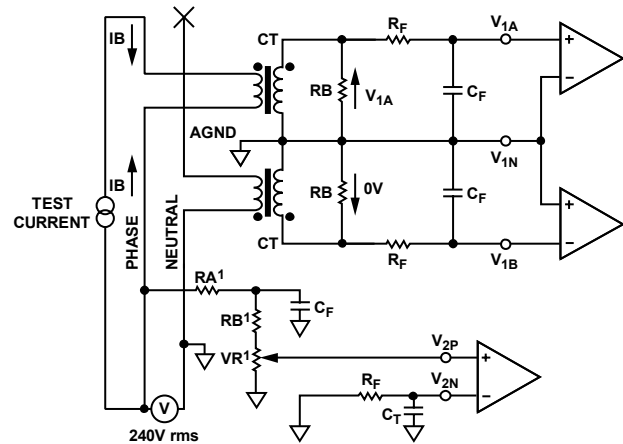 IB
CT
RF
V1A
RB
V1A
CF
AGND
V1N
IB
TEST
CURRENT
PHASE
NEUTRAL
RB
0V
CF
CT
RF
V1B
RA1
CF
RB1
VR1
V2P
RF
V2N
CT
V
240V rms
+
−
+
−
+
−